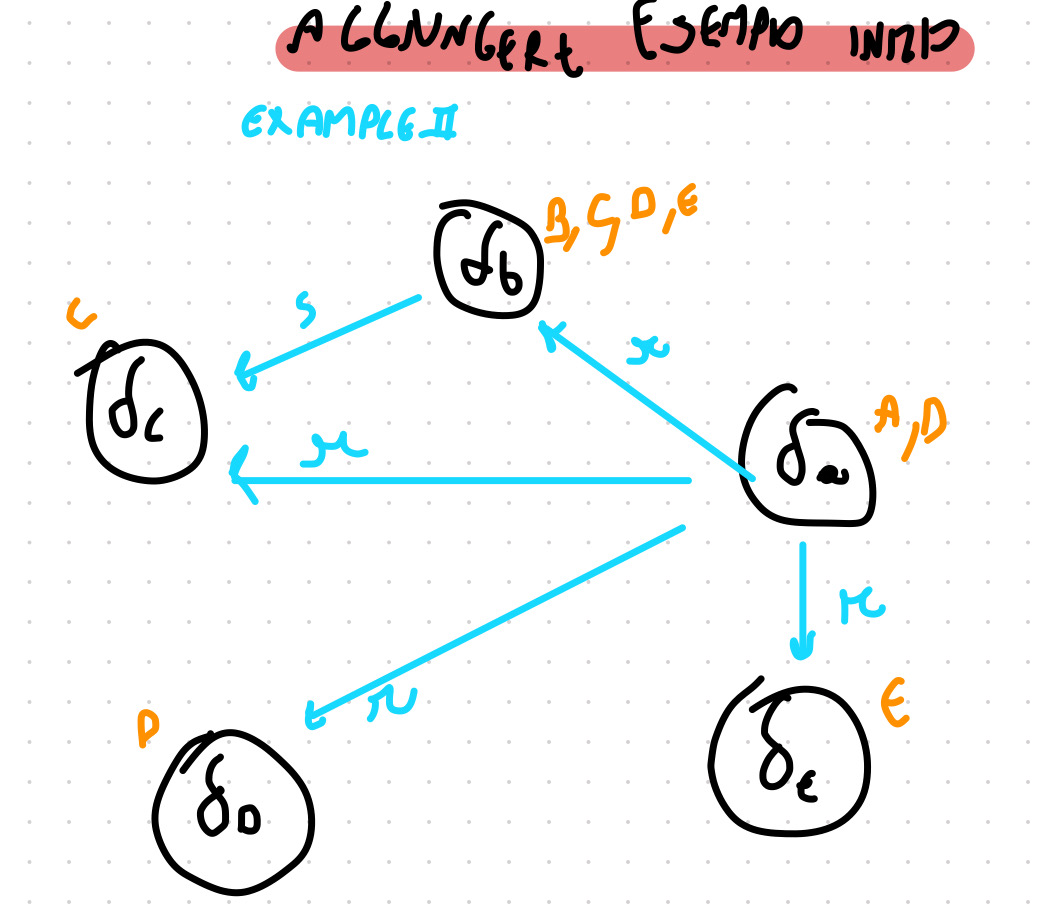 AGGIUNGERE ESEMPIO INIZIO
EXAMPLE II
B, C, D, E
δb
s
C
r
δc
r
A, D
δa
r
r
D
E
δD
δE